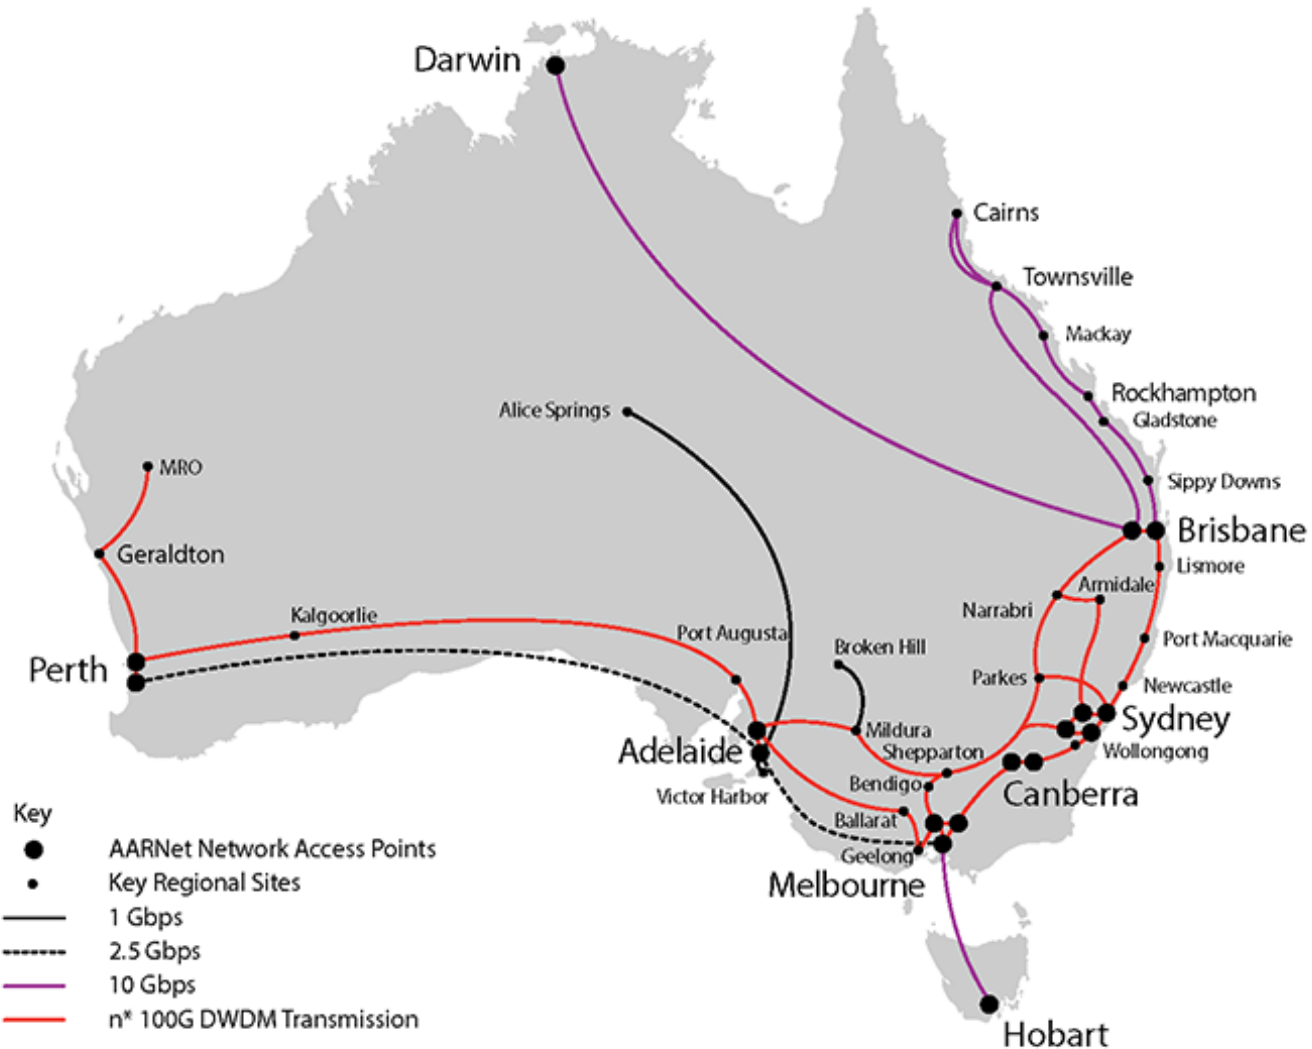 Darwin
Cairns
Townsville
Mackay
Rockhampton
Gladstone
Alice Springs
MRO
Sippy Downs
Brisbane
Geraldton
Lismore
Armidale
Narrabri
Kalgoorlie
Port Augusta
Broken Hill
Port Macquarie
Perth
Parkes
Newcastle
Sydney
Mildura
Adelaide
Shepparton
Wollongong
Bendigo
Victor Harbor
Canberra
Ballarat
Geelong
Melbourne
Hobart
Key
AARNet Network Access Points
Key Regional Sites
1 Gbps
2.5 Gbps
10 Gbps
n* 100G DWDM Transmission